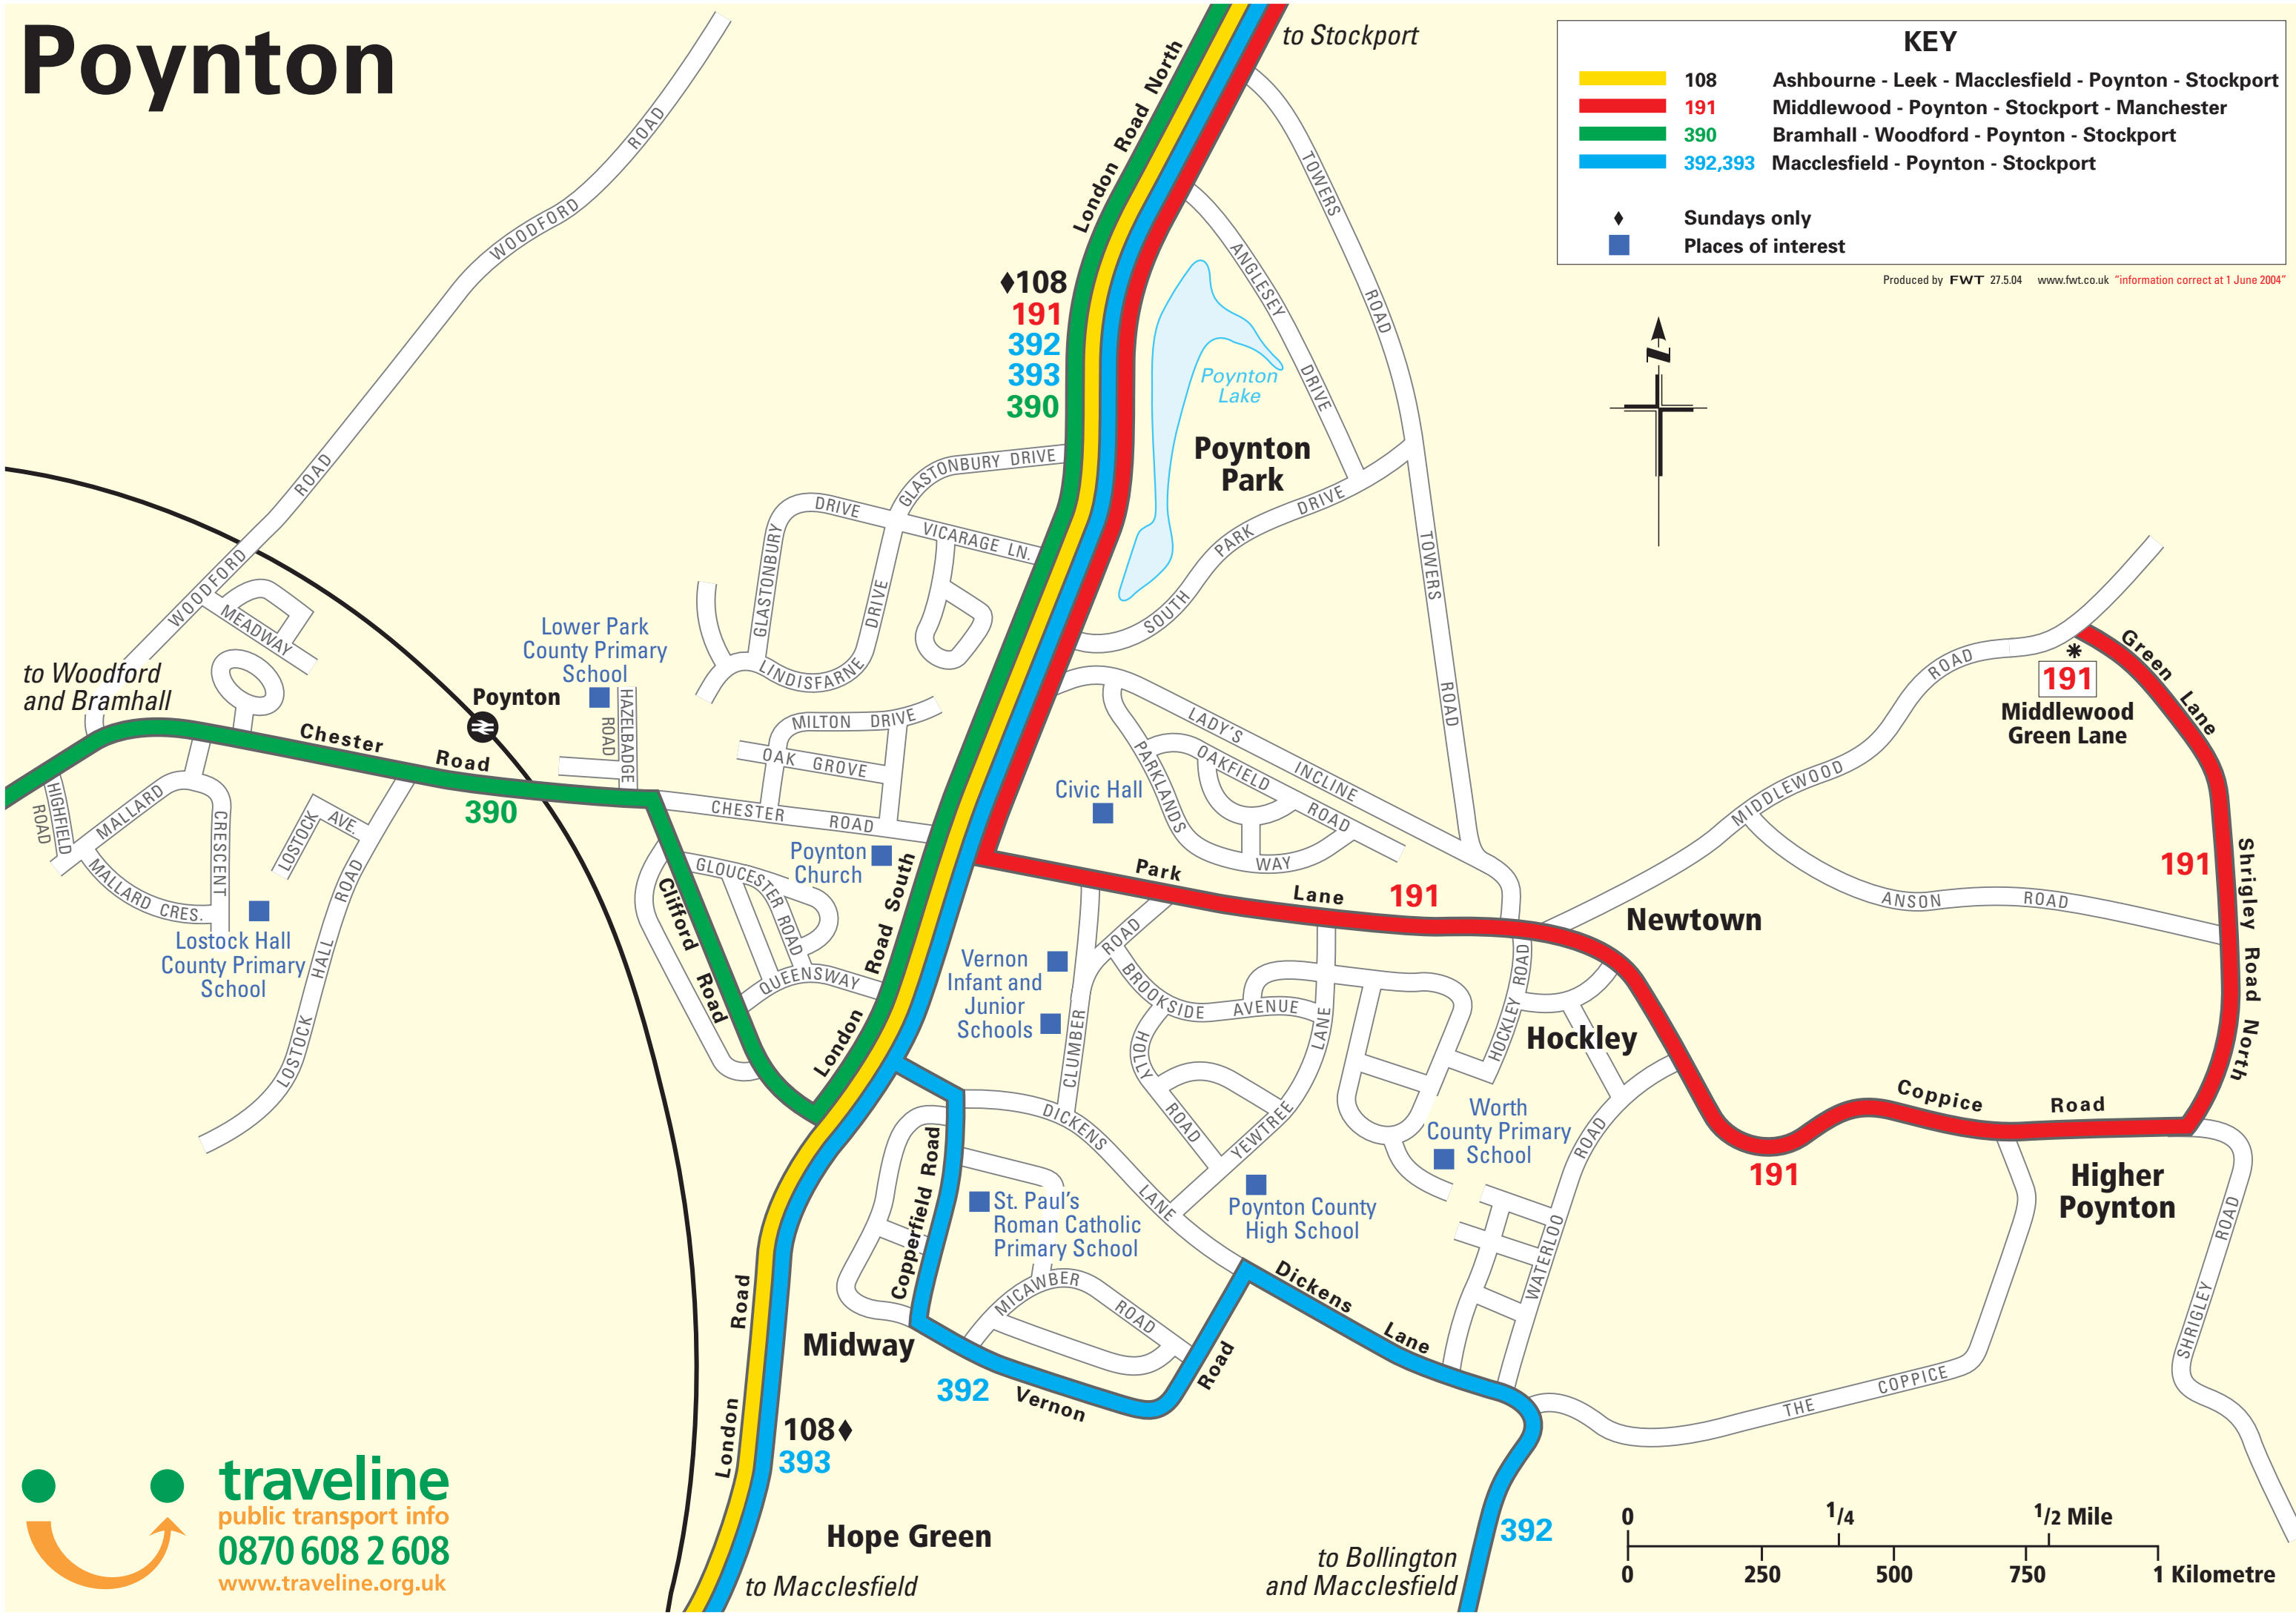 Poynton
to Stockport
KEY
108 Ashbourne - Leek - Macclesfield - Poynton - Stockport
191 Middlewood - Poynton - Stockport - Manchester
390 Bramhall - Woodford - Poynton - Stockport
392,393 Macclesfield - Poynton - Stockport
Sundays only
Places of interest
Produced by FWT 27.5.04 www.fwt.co.uk "information correct at 1 June 2004"
N
London Road North
WOODFORD ROAD
TOWERS ROAD
ANGLESEY DRIVE
♦108
191
392
393
390
Poynton
Lake
Poynton
Park
SOUTH PARK DRIVE
TOWERS ROAD
ROAD
WOODFORD
MEADWAY
GLASTONBURY DRIVE
GLASTONBURY DRIVE
VICARAGE LN.
LINDISFARNE DRIVE
MILTON DRIVE
OAK GROVE
CHESTER ROAD
Lower Park
County Primary
School
HAZELBADGE
ROAD
Poynton
to Woodford
and Bramhall
Chester Road
390
HIGHFIELD
ROAD
MALLARD CRESCENT
MALLARD CRES.
LOSTOCK AVE.
LOSTOCK HALL ROAD
Lostock Hall
County Primary
School
Poynton
Church
GLOUCESTER ROAD
QUEENSWAY
Clifford Road
London Road South
LADY'S INCLINE
PARKLANDS WAY
OAKFIELD ROAD
Civic Hall
Park Lane
191
Newtown
MIDDLEWOOD ROAD
ANSON ROAD
*
191
Middlewood
Green Lane
Green Lane
191
Shrigley Road North
Vernon
Infant and
Junior
Schools
CLUMBER ROAD
BROOKSIDE AVENUE
HOLLY ROAD
YEWTREE LANE
HOCKLEY ROAD
Hockley
Worth
County Primary
School
WATERLOO ROAD
Coppice Road
191
Higher
Poynton
SHRIGLEY ROAD
THE COPPICE
DICKENS LANE
Copperfield Road
St. Paul's
Roman Catholic
Primary School
MICAWBER ROAD
Poynton County
High School
Dickens Lane
Midway
392
Vernon Road
London Road
108♦
393
Hope Green
to Macclesfield
to Bollington
and Macclesfield
392
traveline
public transport info
0870 608 2 608
www.traveline.org.uk
0 1/4 1/2 Mile
0 250 500 750 1 Kilometre